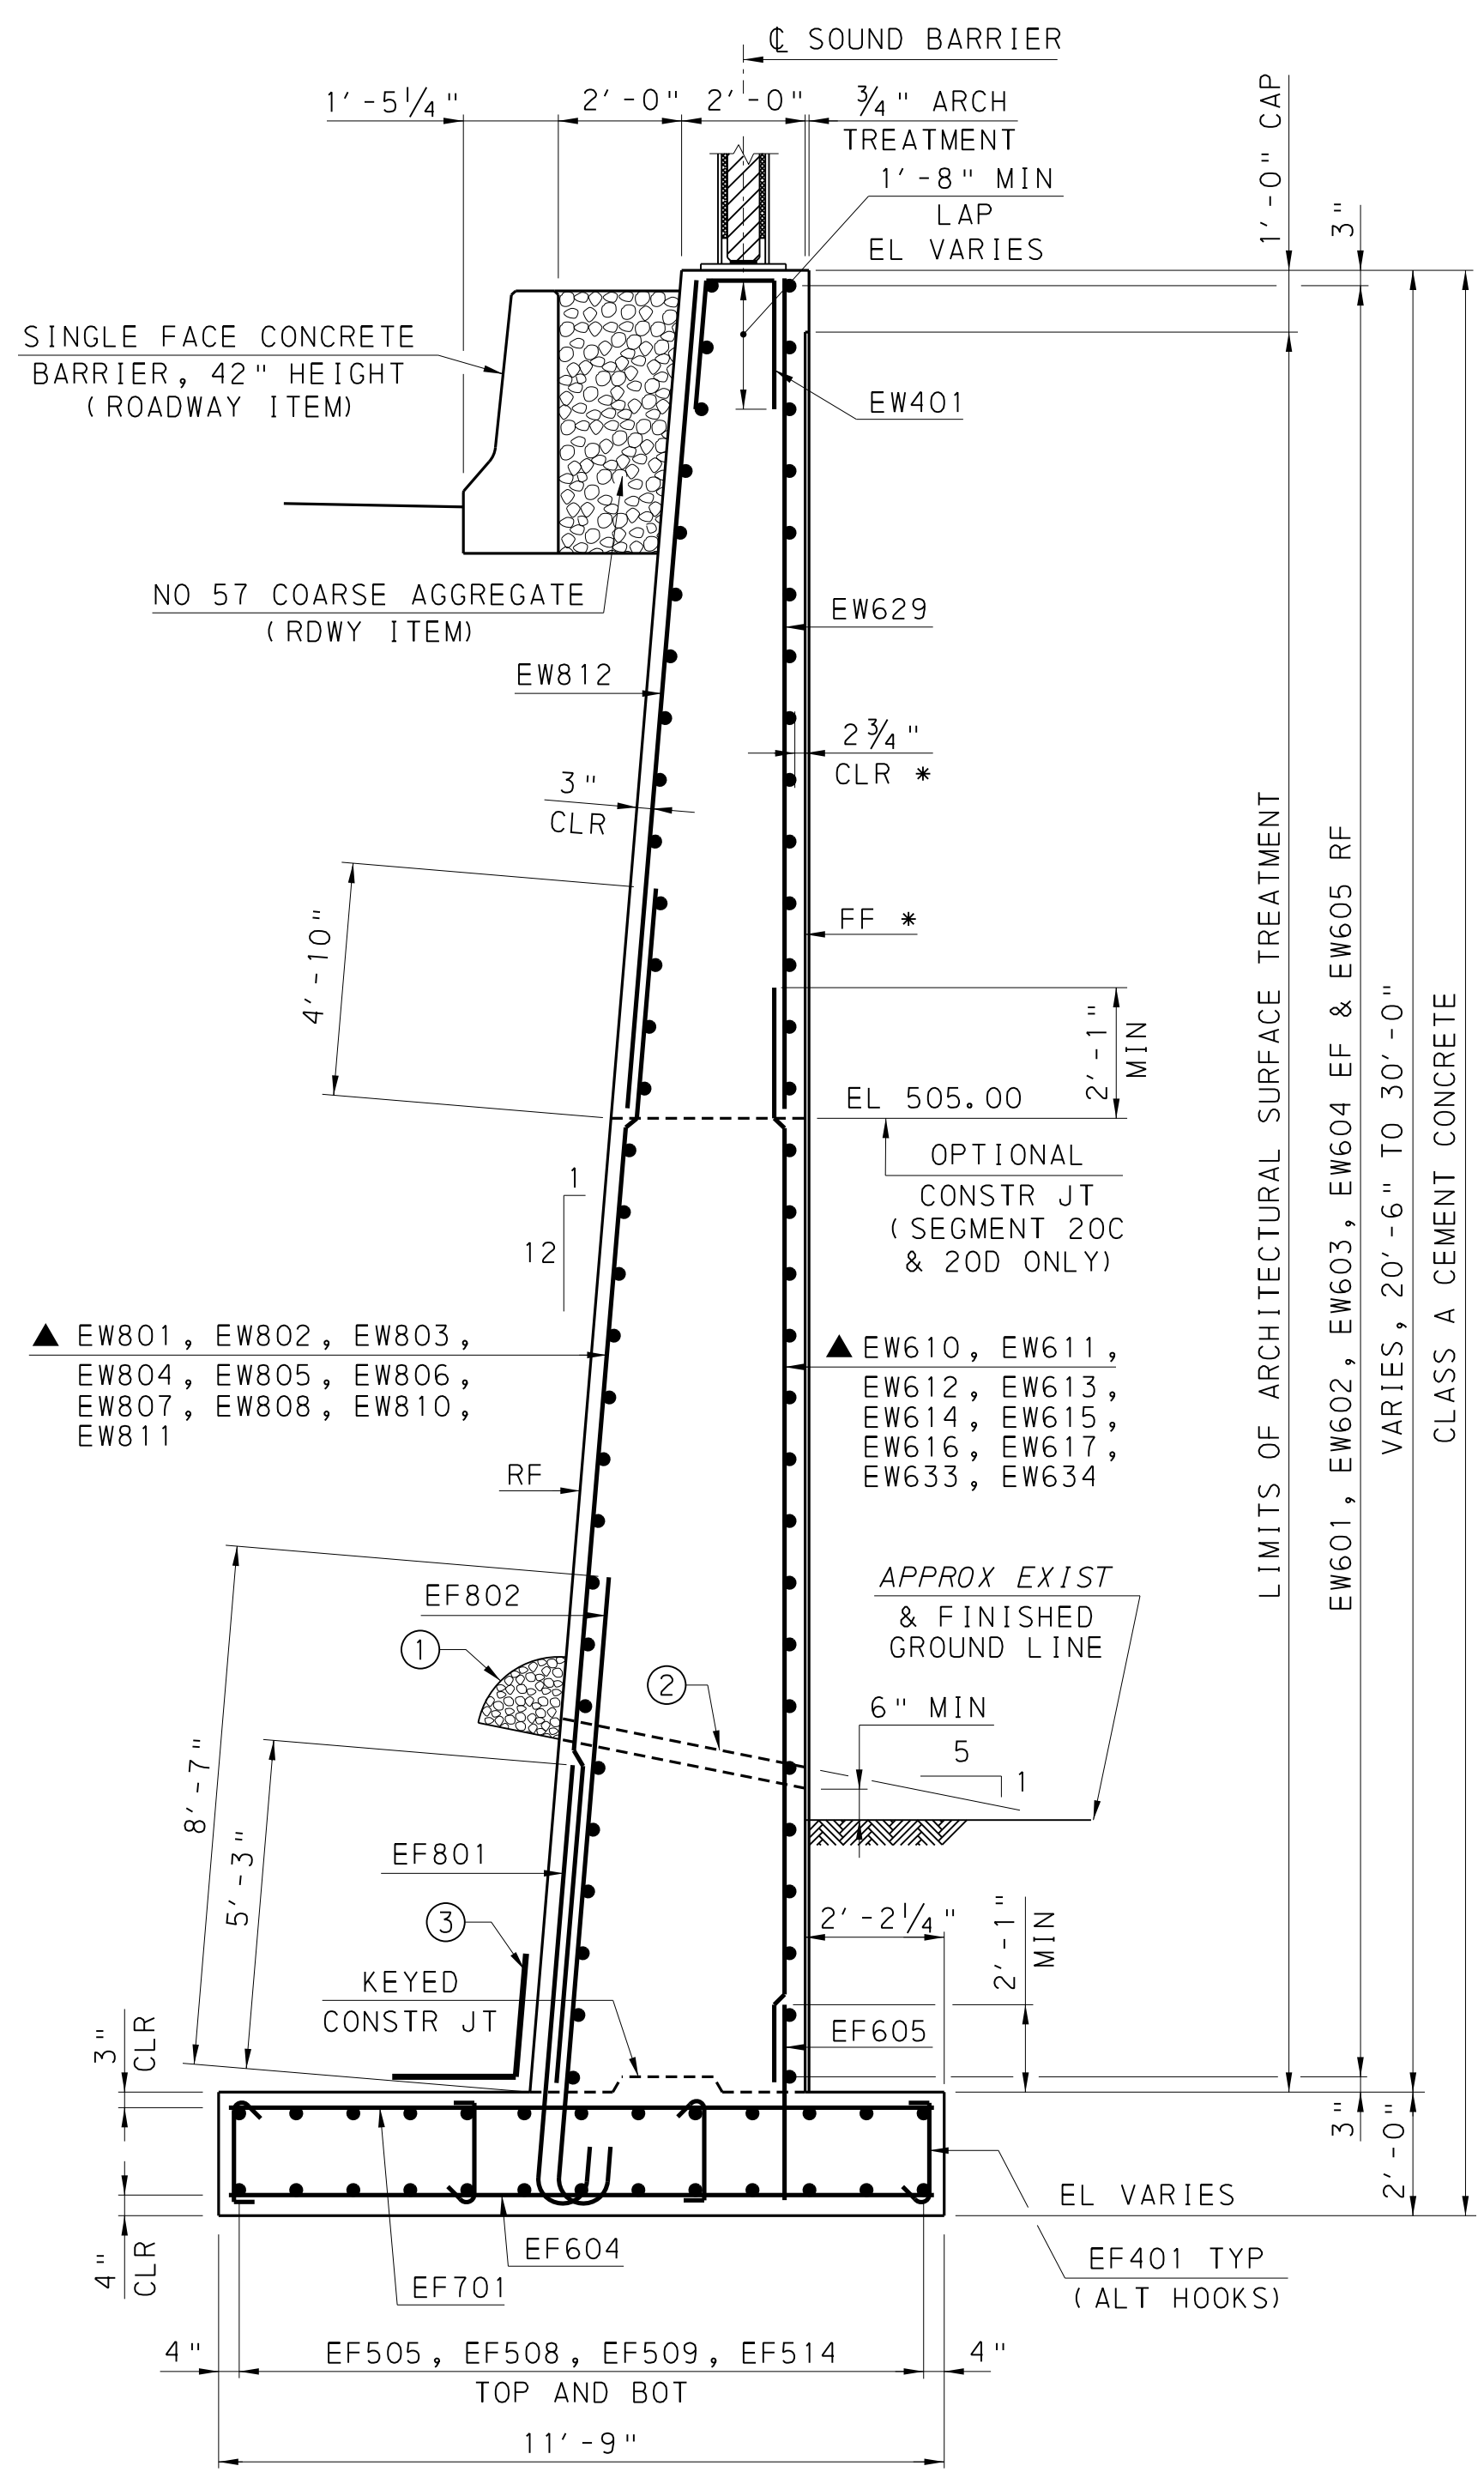 ℄ SOUND BARRIER
1'-5 1/4"
2'-0"
2'-0"
3/4" ARCH
TREATMENT
1'-8" MIN
LAP
EL VARIES
1'-0" CAP
3"
SINGLE FACE CONCRETE
BARRIER, 42" HEIGHT
(ROADWAY ITEM)
EW401
NO 57 COARSE AGGREGATE
(RDWY ITEM)
EW629
EW812
2 3/4"
CLR *
3"
CLR
FF *
4'-10"
2'-1"
MIN
EL 505.00
OPTIONAL
CONSTR JT
(SEGMENT 20C
& 20D ONLY)
1
12
LIMITS OF ARCHITECTURAL SURFACE TREATMENT
EW601, EW602, EW603, EW604 EF & EW605 RF
VARIES, 20'-6" TO 30'-0"
CLASS A CEMENT CONCRETE
▲ EW801, EW802, EW803,
EW804, EW805, EW806,
EW807, EW808, EW810,
EW811
▲ EW610, EW611,
EW612, EW613,
EW614, EW615,
EW616, EW617,
EW633, EW634
RF
APPROX EXIST
& FINISHED
GROUND LINE
EF802
1
2
6" MIN
5
1
8'-7"
5'-3"
EF801
3
2'-2 1/4"
2'-1"
MIN
KEYED
CONSTR JT
EF605
3"
CLR
3"
2'-0"
EL VARIES
4"
CLR
EF604
EF701
EF401 TYP
(ALT HOOKS)
4"
EF505, EF508, EF509, EF514
TOP AND BOT
4"
11'-9"